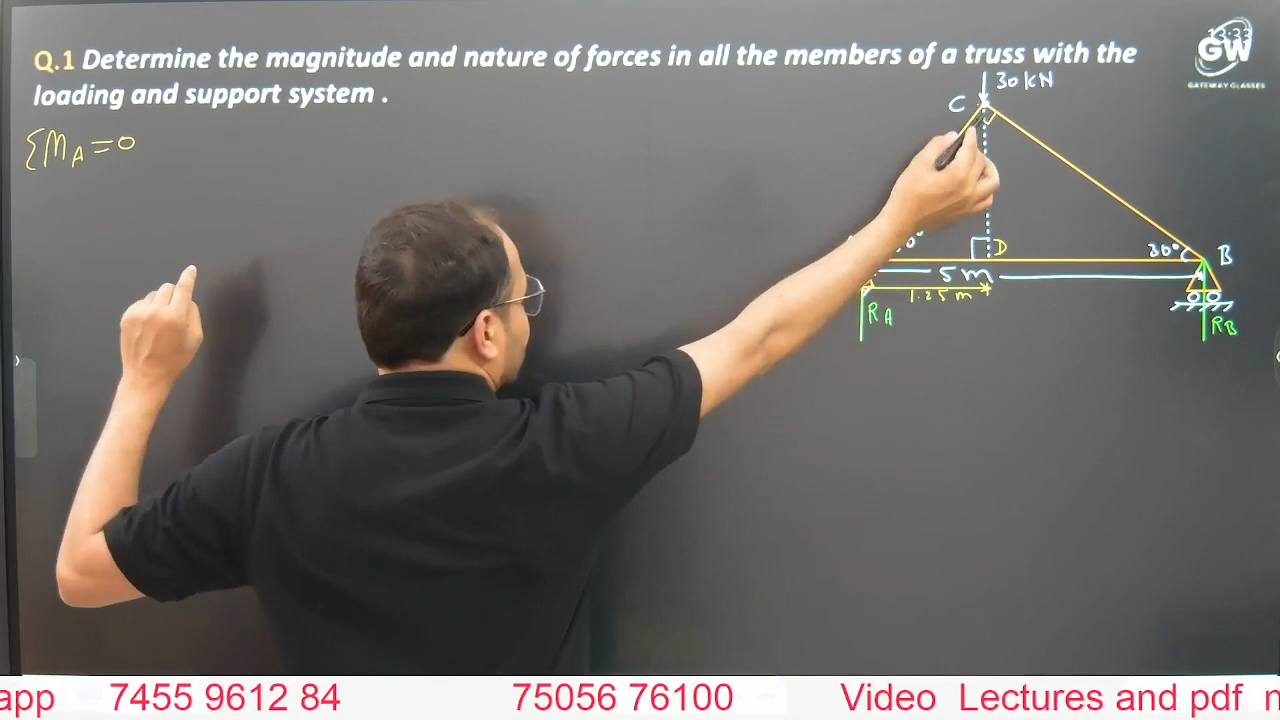 Q.1 Determine the magnitude and nature of forces in all the members of a truss with the
loading and support system .
ΣM_A = 0
30 KN
C
D
30°
B
5 m
1.25 m
R_A
R_B
GW
GATEWAY CLASSES
app 7455 9612 84 75056 76100 Video Lectures and pdf